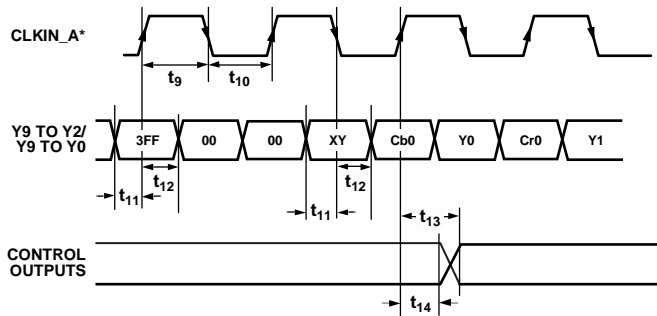 CLKIN_A*
t9
t10
Y9 TO Y2/
Y9 TO Y0
3FF
00
00
XY
Cb0
Y0
Cr0
Y1
t11
t12
t11
t12
t13
CONTROL
OUTPUTS
t14